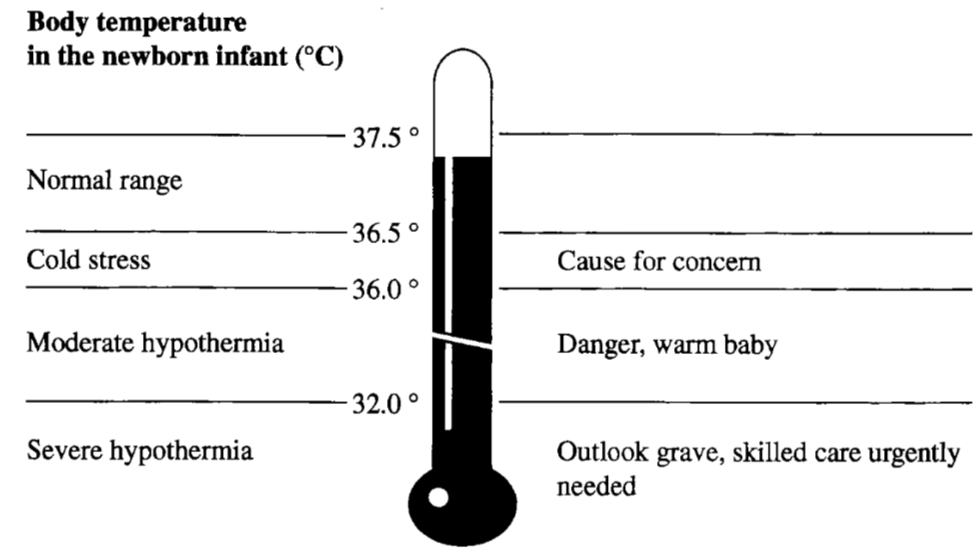 Body temperature
in the newborn infant (°C)
37.5 °
Normal range
36.5 °
Cold stress
Cause for concern
36.0 °
Moderate hypothermia
Danger, warm baby
32.0 °
Severe hypothermia
Outlook grave, skilled care urgently
needed